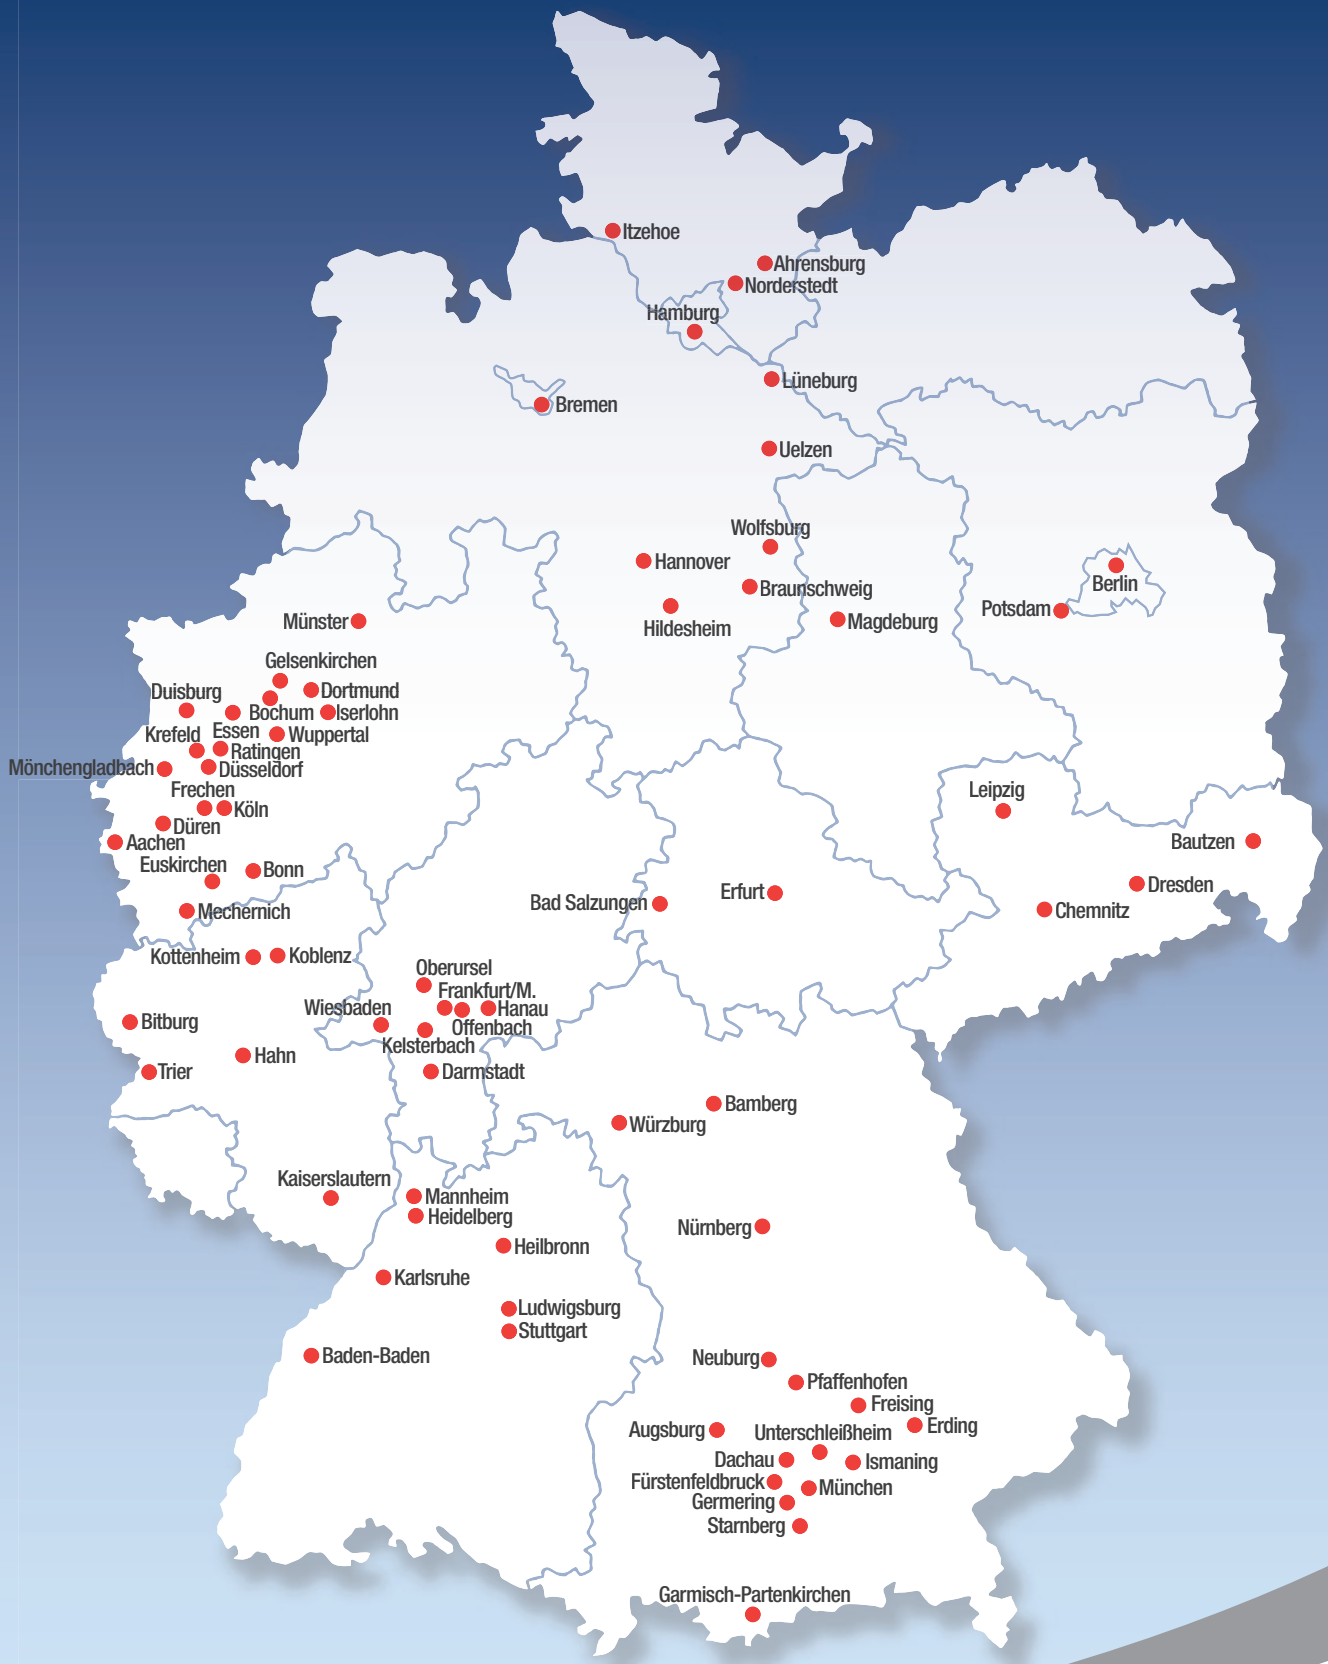 Itzehoe
Ahrensburg
Norderstedt
Hamburg
Lüneburg
Bremen
Uelzen
Wolfsburg
Hannover
Braunschweig
Berlin
Potsdam
Hildesheim
Magdeburg
Münster
Gelsenkirchen
Duisburg
Dortmund
Bochum
Iserlohn
Krefeld
Essen
Wuppertal
Ratingen
Mönchengladbach
Düsseldorf
Frechen
Köln
Düren
Aachen
Euskirchen
Bonn
Mechernich
Leipzig
Bautzen
Dresden
Chemnitz
Erfurt
Bad Salzungen
Kottenheim
Koblenz
Oberursel
Frankfurt/M.
Wiesbaden
Hanau
Offenbach
Kelsterbach
Bitburg
Hahn
Trier
Darmstadt
Bamberg
Würzburg
Kaiserslautern
Mannheim
Heidelberg
Nürnberg
Heilbronn
Karlsruhe
Ludwigsburg
Stuttgart
Baden-Baden
Neuburg
Pfaffenhofen
Freising
Erding
Augsburg
Unterschleißheim
Dachau
Ismaning
Fürstenfeldbruck
München
Germering
Starnberg
Garmisch-Partenkirchen